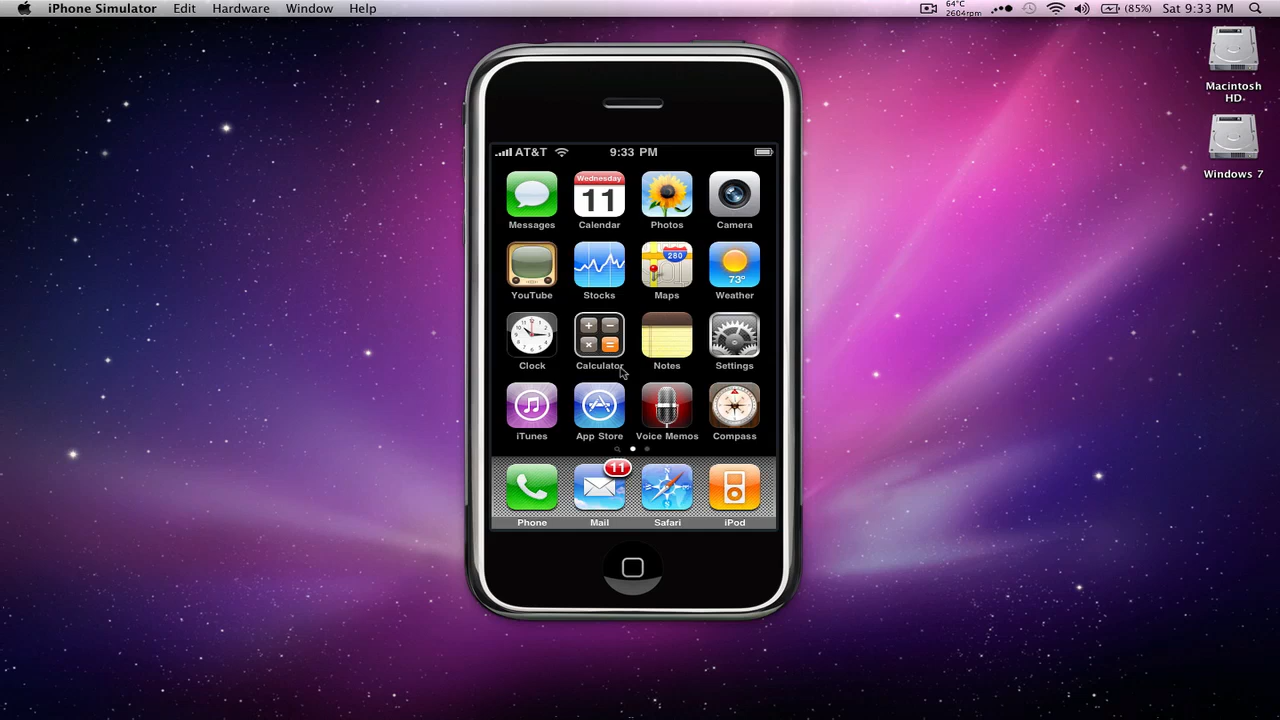 iPhone Simulator Edit Hardware Window Help
64°C
2604rpm
(85%) Sat 9:33 PM
Macintosh
HD
Windows 7
AT&T 9:33 PM
Wednesday
11
Messages Calendar Photos Camera
280
73°
YouTube Stocks Maps Weather
Clock Calculator Notes Settings
iTunes App Store Voice Memos Compass
11
Phone Mail Safari iPod